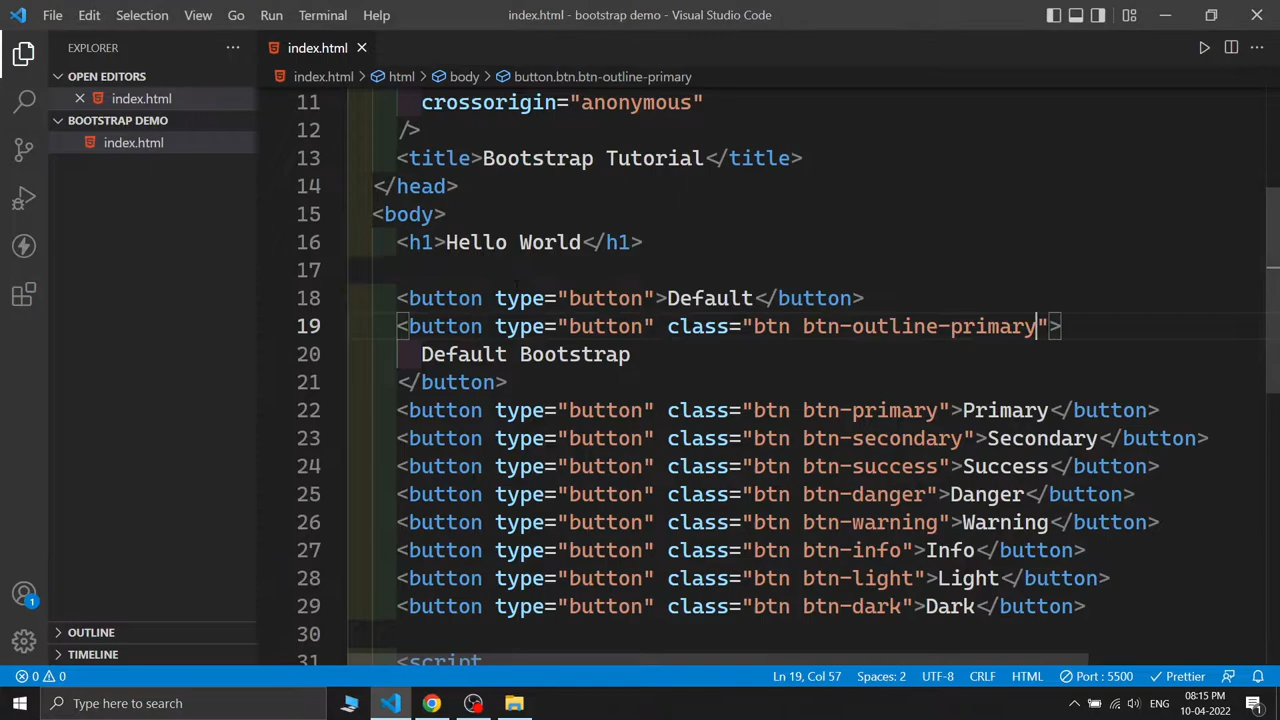 File Edit Selection View Go Run Terminal Help
index.html - bootstrap demo - Visual Studio Code
EXPLORER
OPEN EDITORS
index.html
BOOTSTRAP DEMO
index.html
OUTLINE
TIMELINE
index.html
index.html > html > body > button.btn.btn-outline-primary
11 crossorigin="anonymous"
12 />
13 <title>Bootstrap Tutorial</title>
14 </head>
15 <body>
16 <h1>Hello World</h1>
17
18 <button type="button">Default</button>
19 <button type="button" class="btn btn-outline-primary">
20 Default Bootstrap
21 </button>
22 <button type="button" class="btn btn-primary">Primary</button>
23 <button type="button" class="btn btn-secondary">Secondary</button>
24 <button type="button" class="btn btn-success">Success</button>
25 <button type="button" class="btn btn-danger">Danger</button>
26 <button type="button" class="btn btn-warning">Warning</button>
27 <button type="button" class="btn btn-info">Info</button>
28 <button type="button" class="btn btn-light">Light</button>
29 <button type="button" class="btn btn-dark">Dark</button>
30
31 <script
1
0 0 Ln 19, Col 57 Spaces: 2 UTF-8 CRLF HTML Port : 5500 Prettier
Type here to search
ENG
08:15 PM
10-04-2022
1